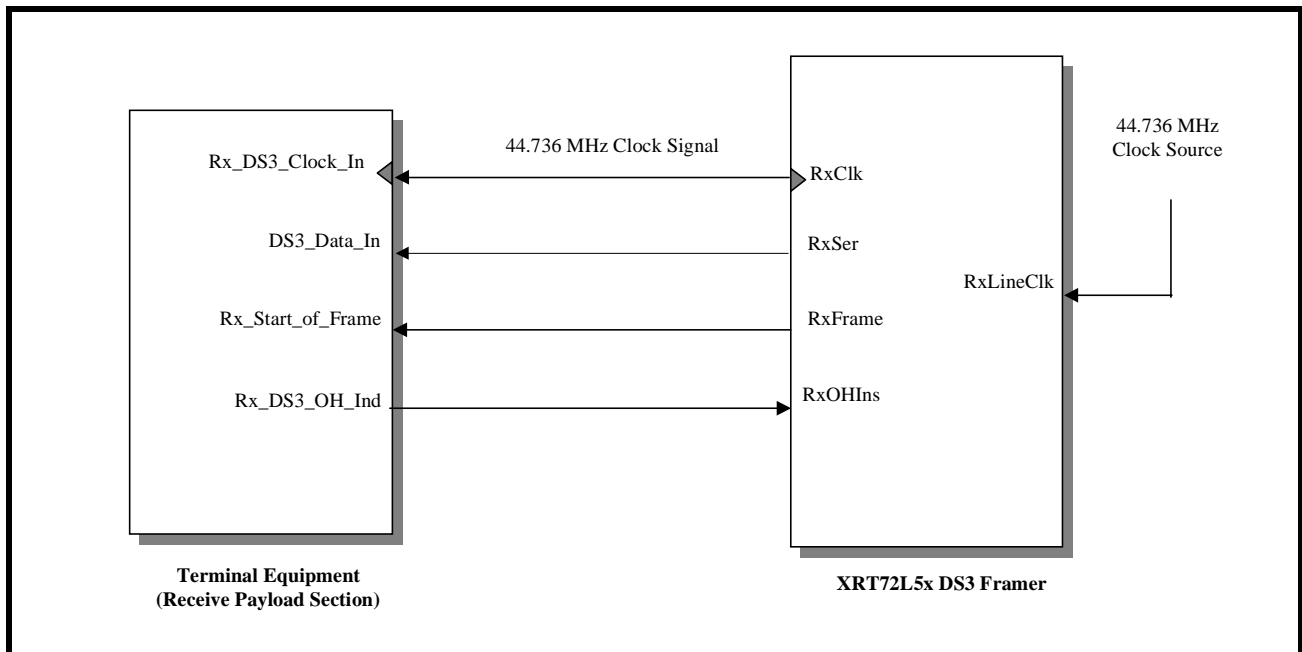 44.736 MHz
Clock Source
44.736 MHz Clock Signal
Rx_DS3_Clock_In
RxClk
DS3_Data_In
RxSer
RxLineClk
Rx_Start_of_Frame
RxFrame
Rx_DS3_OH_Ind
RxOHIns
Terminal Equipment
(Receive Payload Section)
XRT72L5x DS3 Framer